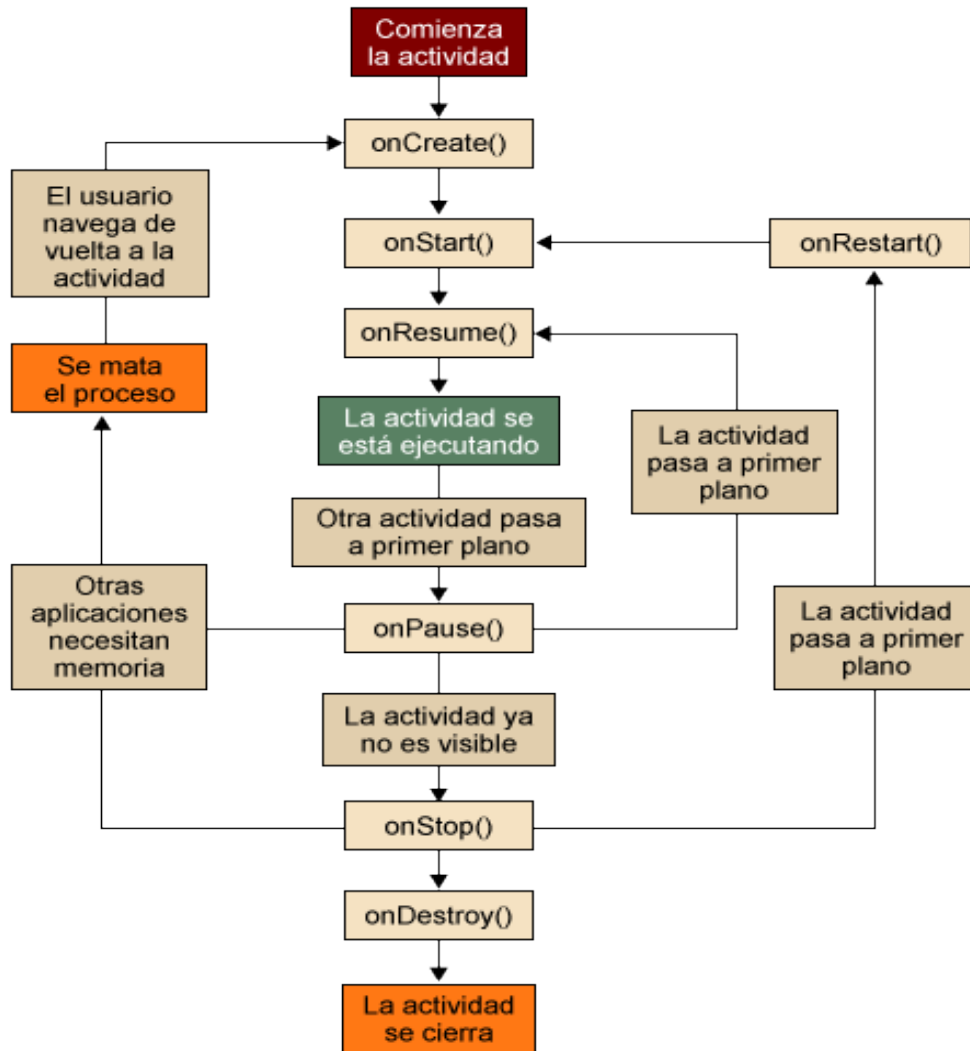 Comienza
la actividad
onCreate()
El usuario
navega de
vuelta a la
actividad
onStart()
onRestart()
onResume()
Se mata
el proceso
La actividad se
está ejecutando
La actividad
pasa a primer
plano
Otra actividad pasa
a primer plano
Otras
aplicaciones
necesitan
memoria
onPause()
La actividad
pasa a primer
plano
La actividad ya
no es visible
onStop()
onDestroy()
La actividad
se cierra